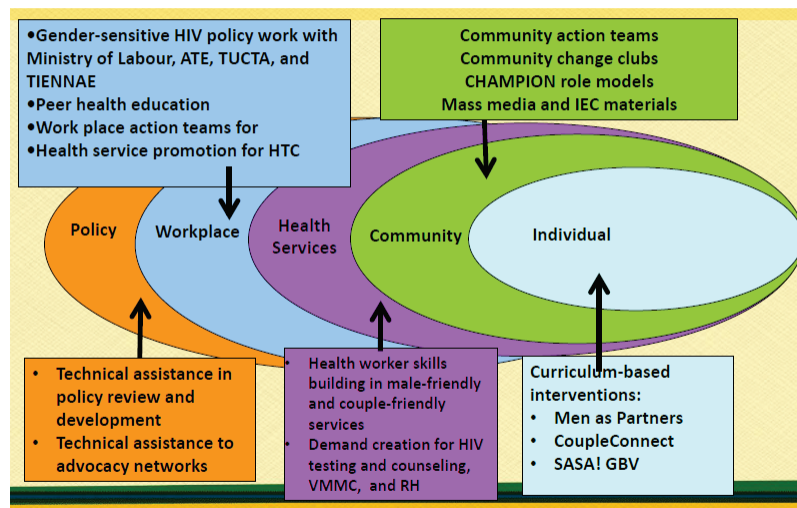 •Gender-sensitive HIV policy work with
Ministry of Labour, ATE, TUCTA, and
TIENNAE
•Peer health education
•Work place action teams for
•Health service promotion for HTC
Community action teams
Community change clubs
CHAMPION role models
Mass media and IEC materials
Policy
Workplace
Health
Services
Community
Individual
• Technical assistance in
policy review and
development
• Technical assistance to
advocacy networks
• Health worker skills
building in male-friendly
and couple-friendly
services
• Demand creation for HIV
testing and counseling,
VMMC, and RH
Curriculum-based
interventions:
• Men as Partners
• CoupleConnect
• SASA! GBV